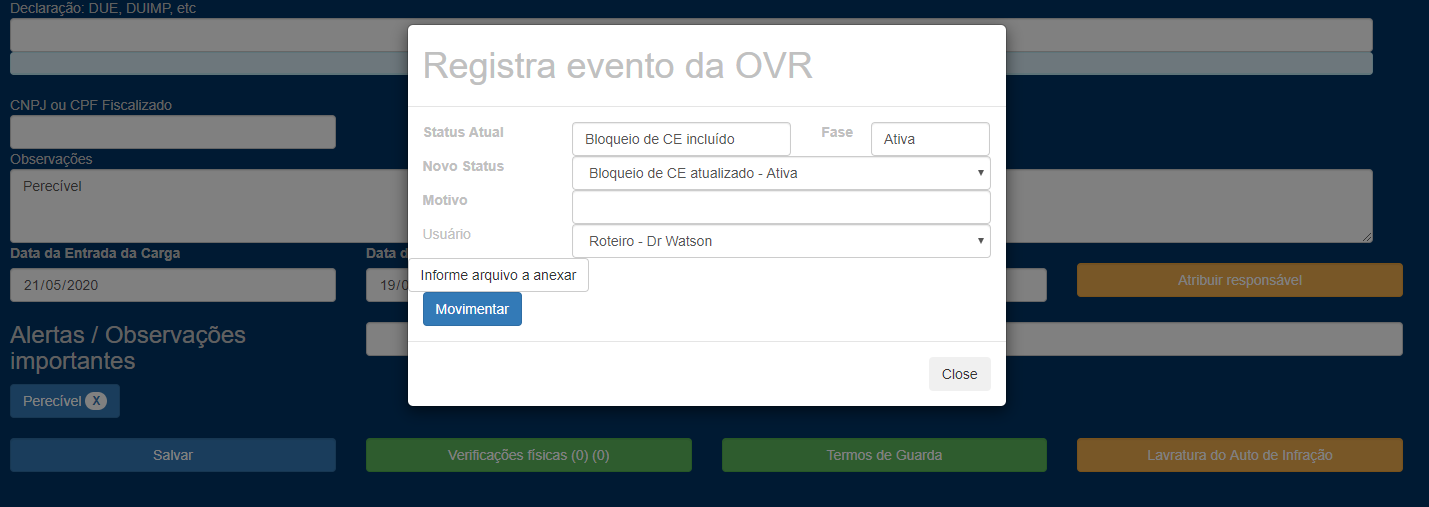 Declaração: DUE, DUIMP, etc
Registra evento da OVR
CNPJ ou CPF Fiscalizado
Status Atual Bloqueio de CE incluído Fase Ativa
Observações
Novo Status Bloqueio de CE atualizado - Ativa
Perecível
Motivo
Usuário Roteiro - Dr Watson
Data da Entrada da Carga Data d
Informe arquivo a anexar
21/05/2020 19/0 Atribuir responsável
Movimentar
Alertas / Observações
importantes
Close
Perecível X
Salvar Verificações físicas (0) (0) Termos de Guarda Lavratura do Auto de Infração